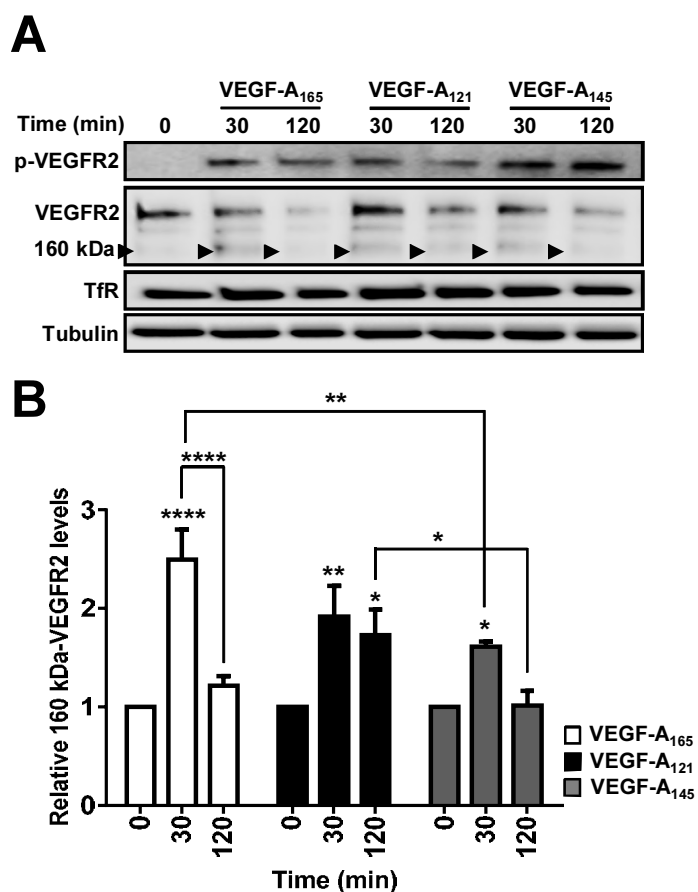 A
VEGF-A₁₆₅ VEGF-A₁₂₁ VEGF-A₁₄₅
Time (min) 0 30 120 30 120 30 120
p-VEGFR2
VEGFR2
160 kDa
TfR
Tubulin
B
**
****
****
**
*
*
*
Relative 160 kDa-VEGFR2 levels
3
2
1
0
0 30 120 0 30 120 0 30 120
Time (min)
VEGF-A₁₆₅
VEGF-A₁₂₁
VEGF-A₁₄₅